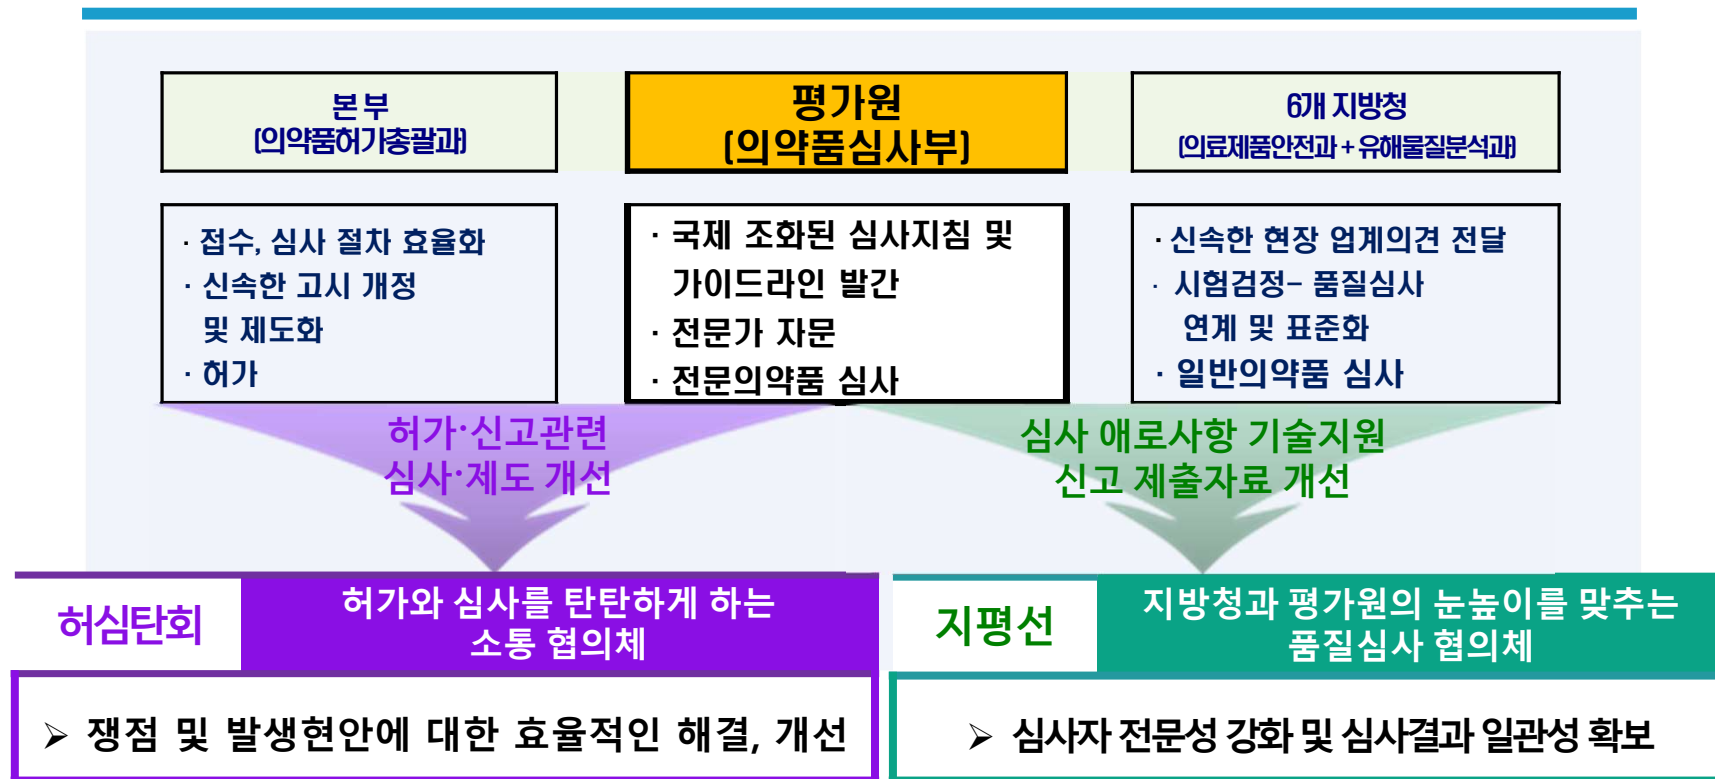 본부
(의약품허가총괄과)
평가원
(의약품심사부)
6개 지방청
(의료제품안전과 + 유해물질분석과)
· 접수, 심사 절차 효율화
· 신속한 고시 개정
및 제도화
· 허가
· 국제 조화된 심사지침 및
가이드라인 발간
· 전문가 자문
· 전문의약품 심사
· 신속한 현장 업계의견 전달
· 시험검정- 품질심사
연계 및 표준화
· 일반의약품 심사
허가·신고관련
심사·제도 개선
심사 애로사항 기술지원
신고 제출자료 개선
허심탄회
허가와 심사를 탄탄하게 하는
소통 협의체
➢ 쟁점 및 발생현안에 대한 효율적인 해결, 개선
지평선
지방청과 평가원의 눈높이를 맞추는
품질심사 협의체
➢ 심사자 전문성 강화 및 심사결과 일관성 확보